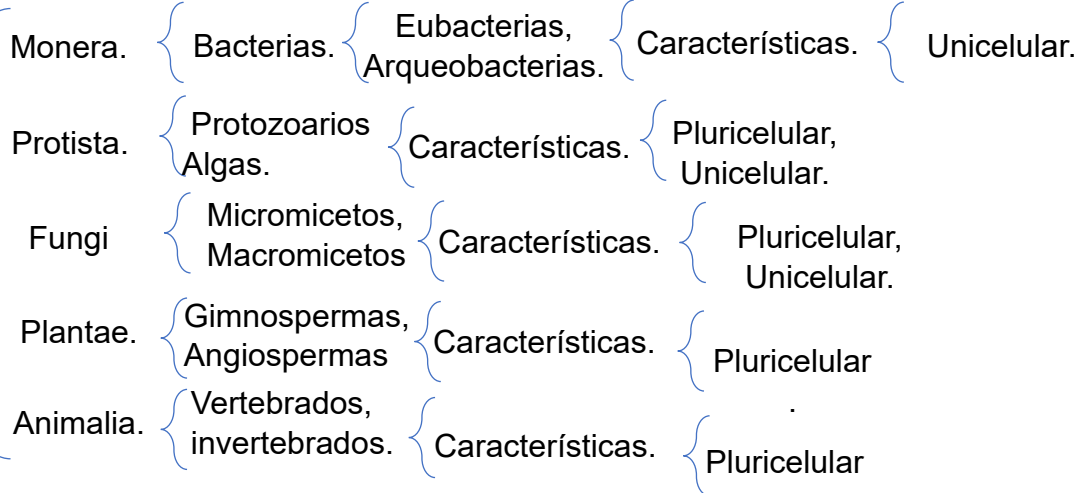 Monera.
Bacterias.
Eubacterias,
Arqueobacterias.
Características.
Unicelular.
Protista.
Protozoarios
Algas.
Características.
Pluricelular,
Unicelular.
Fungi
Micromicetos,
Macromicetos
Características.
Pluricelular,
Unicelular.
Plantae.
Gimnospermas,
Angiospermas
Características.
Pluricelular
.
Animalia.
Vertebrados,
invertebrados.
Características.
Pluricelular